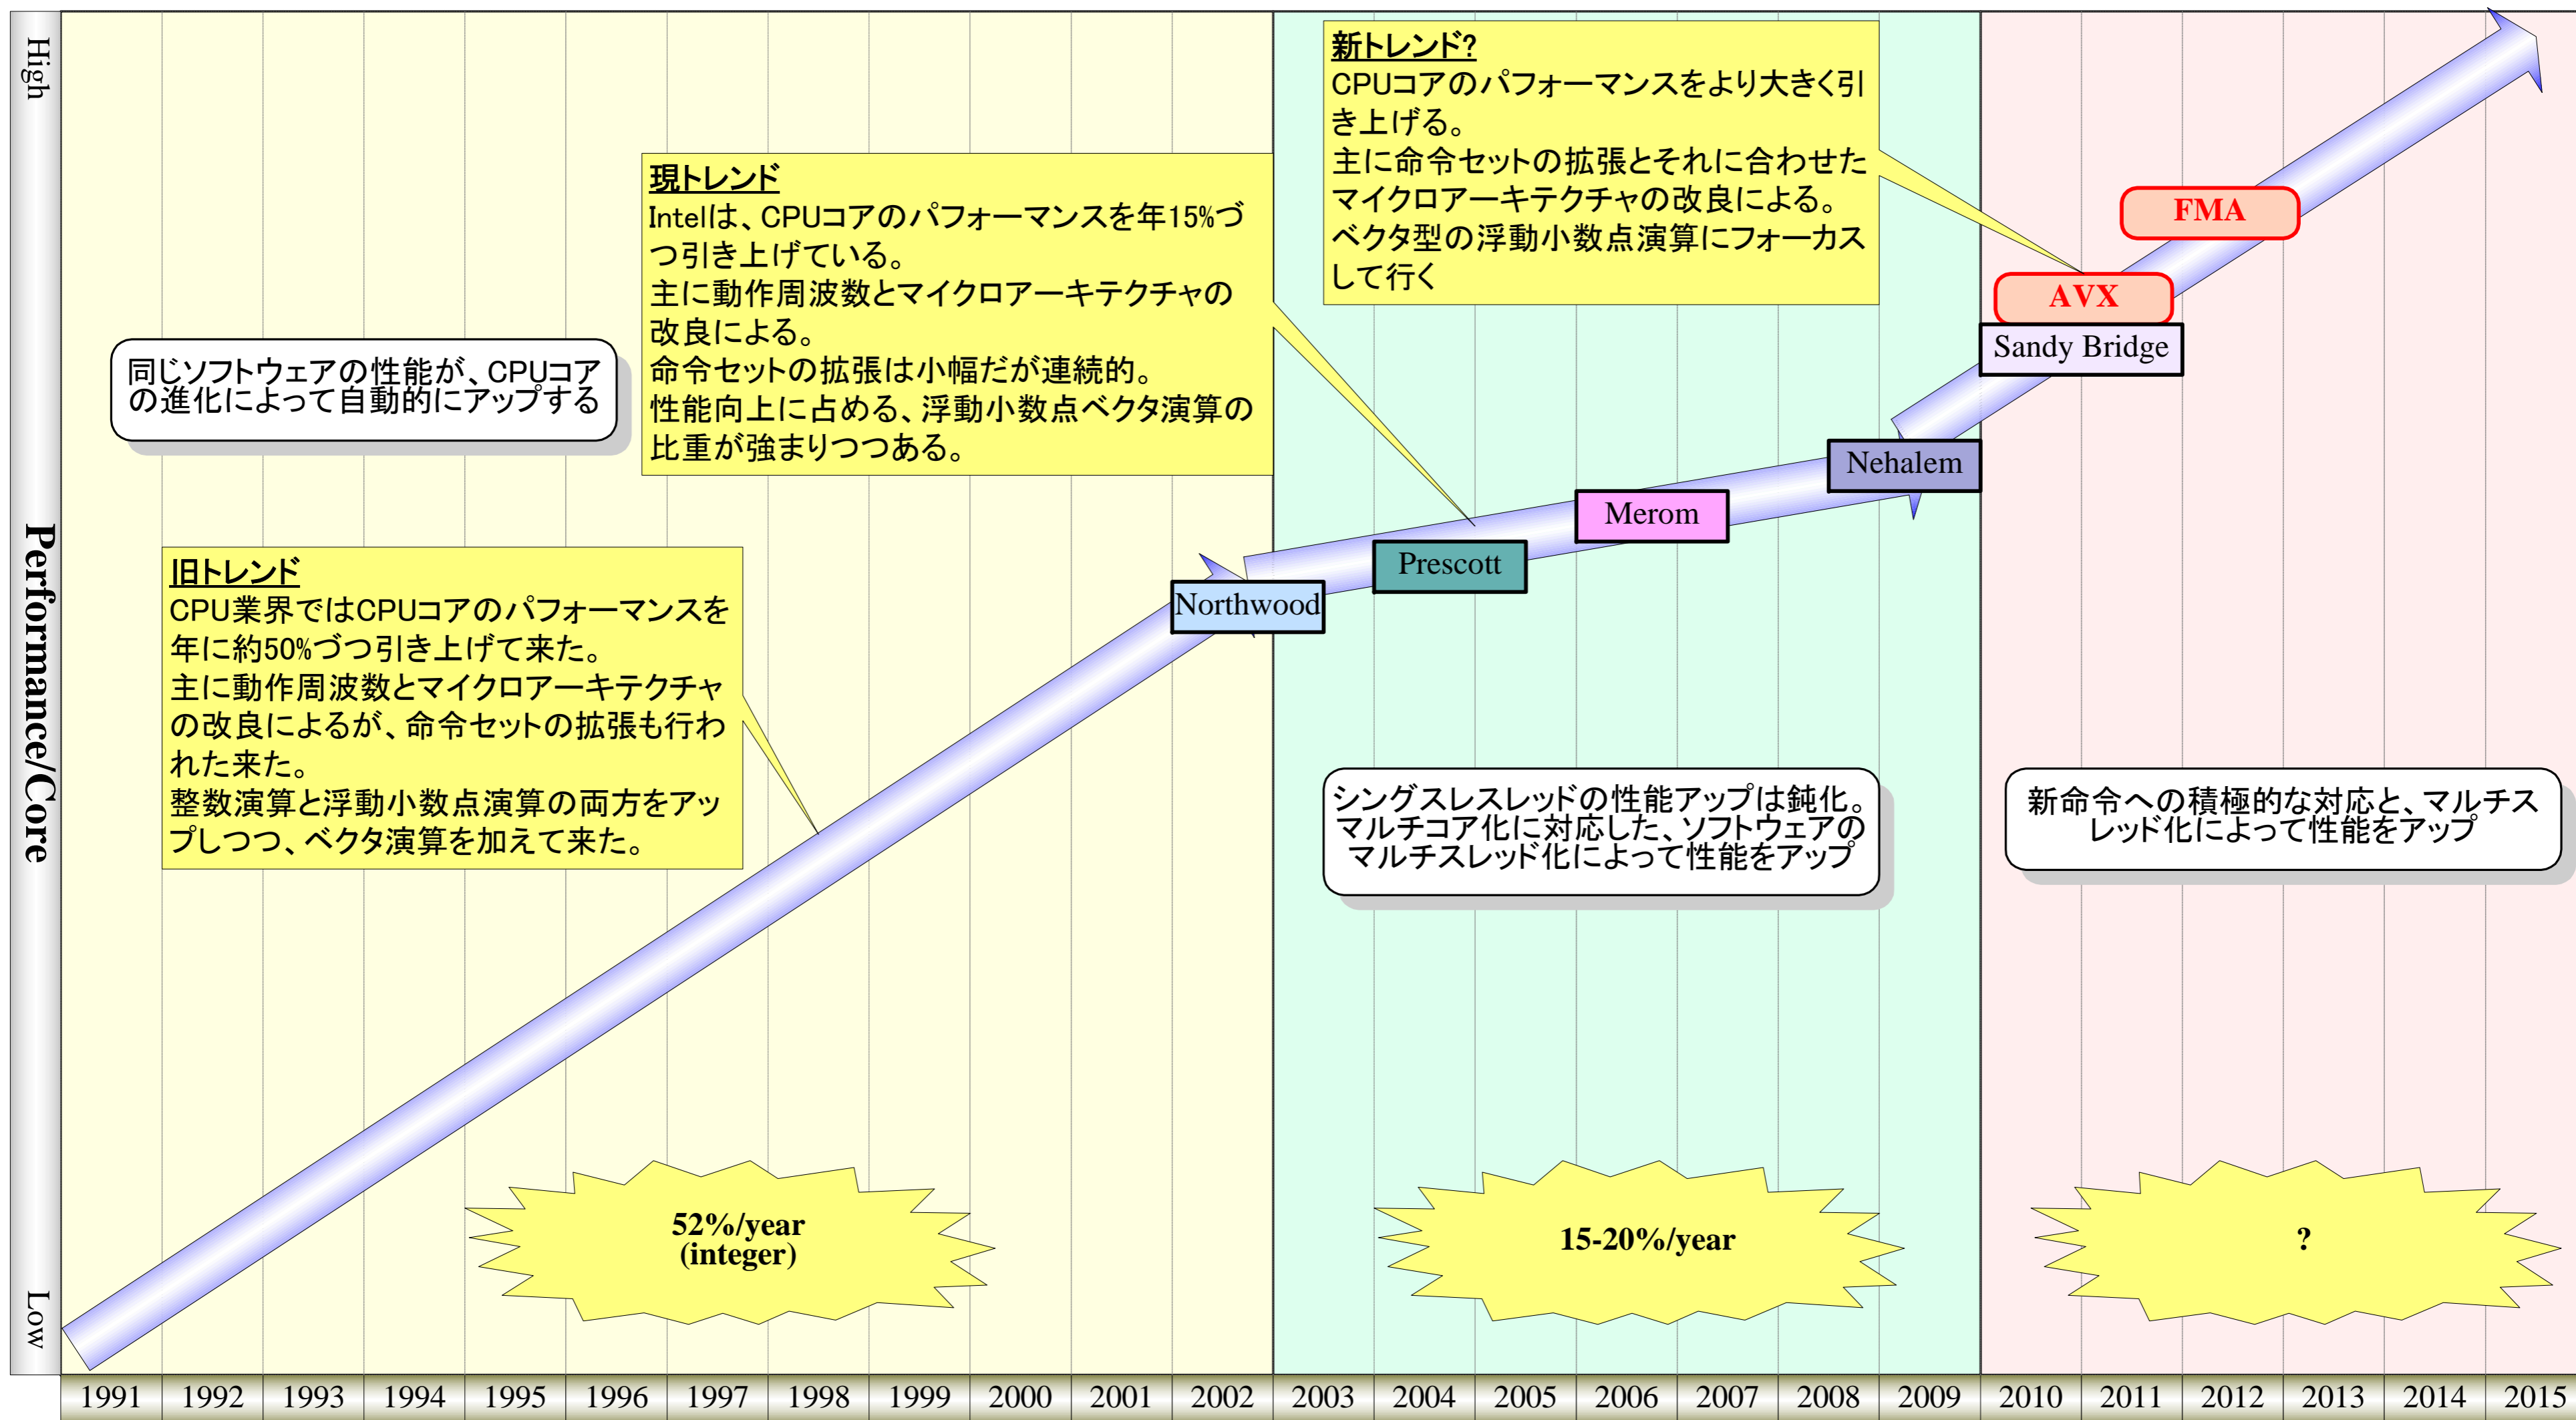 High
Performance/Core
Low
新トレンド?
CPUコアのパフォーマンスをより大きく引
き上げる。
主に命令セットの拡張とそれに合わせた
マイクロアーキテクチャの改良による。
ベクタ型の浮動小数点演算にフォーカス
して行く
現トレンド
Intelは、CPUコアのパフォーマンスを年15%づ
つ引き上げている。
主に動作周波数とマイクロアーキテクチャの
改良による。
命令セットの拡張は小幅だが連続的。
性能向上に占める、浮動小数点ベクタ演算の
比重が強まりつつある。
同じソフトウェアの性能が、CPUコア
の進化によって自動的にアップする
旧トレンド
CPU業界ではCPUコアのパフォーマンスを
年に約50%づつ引き上げて来た。
主に動作周波数とマイクロアーキテクチャ
の改良によるが、命令セットの拡張も行わ
れた来た。
整数演算と浮動小数点演算の両方をアッ
プしつつ、ベクタ演算を加えて来た。
FMA
AVX
Sandy Bridge
Nehalem
Merom
Prescott
Northwood
シングスレスレッドの性能アップは鈍化。
マルチコア化に対応した、ソフトウェアの
マルチスレッド化によって性能をアップ
新命令への積極的な対応と、マルチス
レッド化によって性能をアップ
52%/year
(integer)
15-20%/year
?
1991 1992 1993 1994 1995 1996 1997 1998 1999 2000 2001 2002 2003 2004 2005 2006 2007 2008 2009 2010 2011 2012 2013 2014 2015